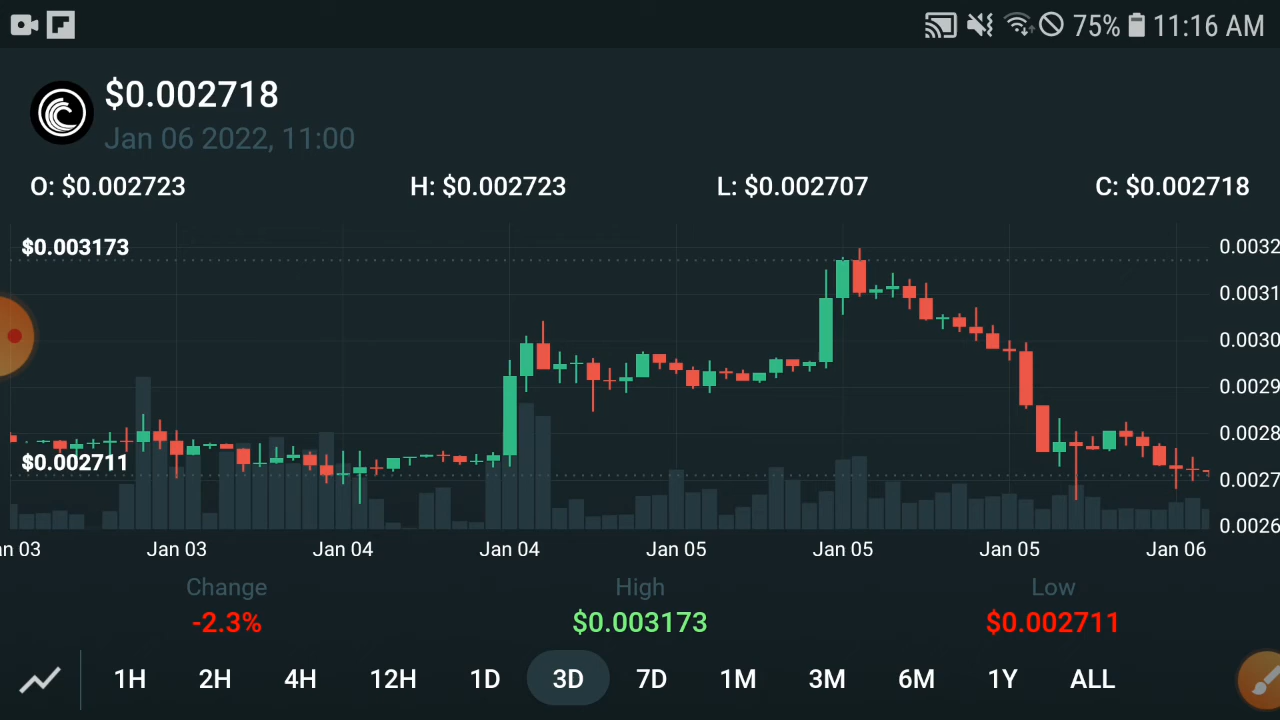 75% 11:16 AM
$0.002718
Jan 06 2022, 11:00
O: $0.002723 H: $0.002723 L: $0.002707 C: $0.002718
$0.003173
0.0032
0.0031
0.0030
0.0029
0.0028
$0.002711
0.0027
0.0026
n 03 Jan 03 Jan 04 Jan 04 Jan 05 Jan 05 Jan 05 Jan 06
Change High Low
-2.3% $0.003173 $0.002711
1H 2H 4H 12H 1D 3D 7D 1M 3M 6M 1Y ALL